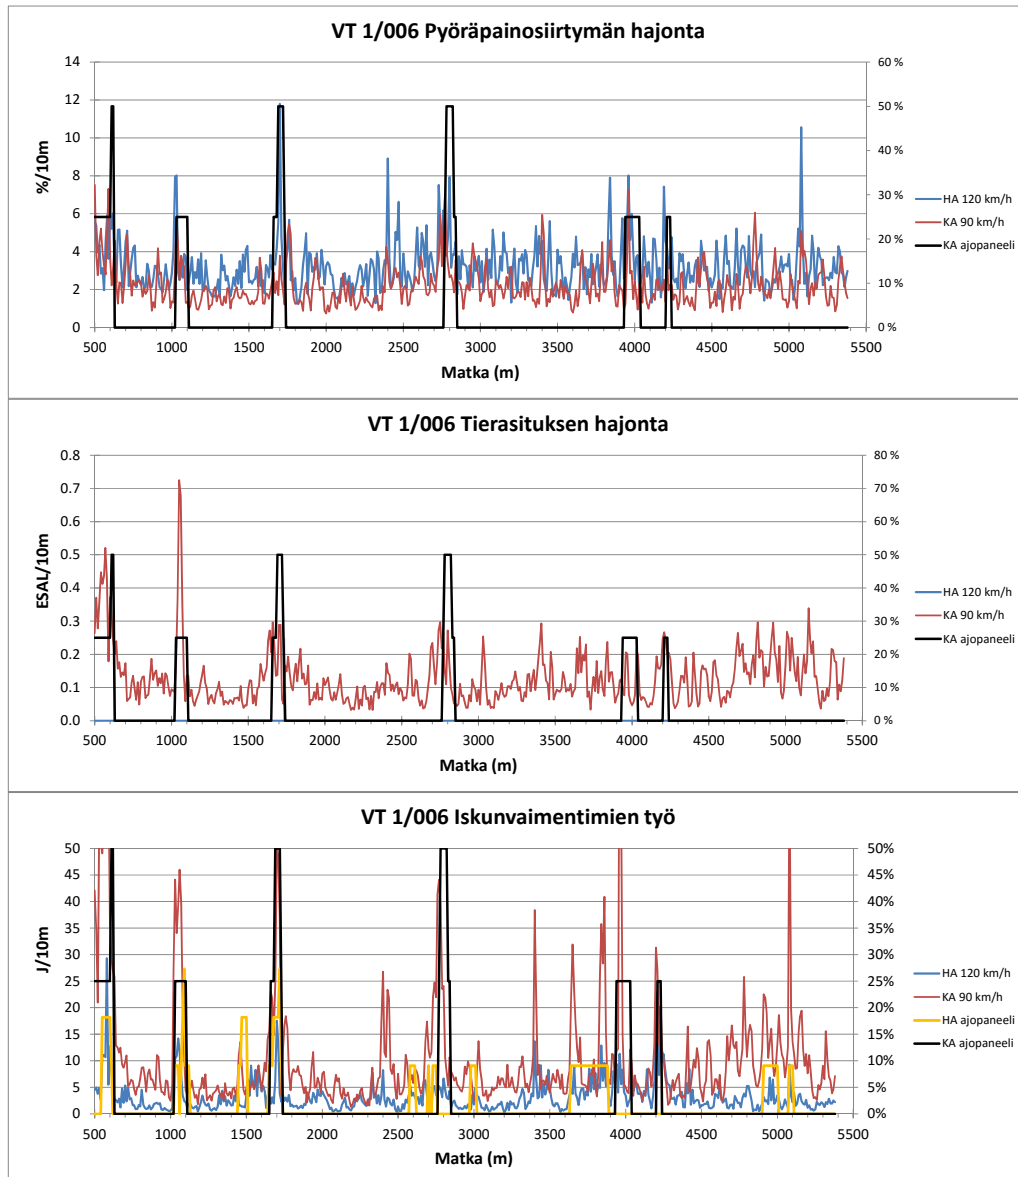 VT 1/006 Pyöräpainosiirtymän hajonta
14
12
10
8
6
4
2
0
%/10m
60 %
50 %
40 %
30 %
20 %
10 %
0 %
500 1000 1500 2000 2500 3000 3500 4000 4500 5000 5500
Matka (m)
HA 120 km/h
KA 90 km/h
KA ajopaneeli
VT 1/006 Tierasituksen hajonta
0.8
0.7
0.6
0.5
0.4
0.3
0.2
0.1
0.0
ESAL/10m
80 %
70 %
60 %
50 %
40 %
30 %
20 %
10 %
0 %
500 1000 1500 2000 2500 3000 3500 4000 4500 5000 5500
Matka (m)
HA 120 km/h
KA 90 km/h
KA ajopaneeli
VT 1/006 Iskunvaimentimien työ
50
45
40
35
30
25
20
15
10
5
0
J/10m
50%
45%
40%
35%
30%
25%
20%
15%
10%
5%
0%
500 1000 1500 2000 2500 3000 3500 4000 4500 5000 5500
Matka (m)
HA 120 km/h
KA 90 km/h
HA ajopaneeli
KA ajopaneeli